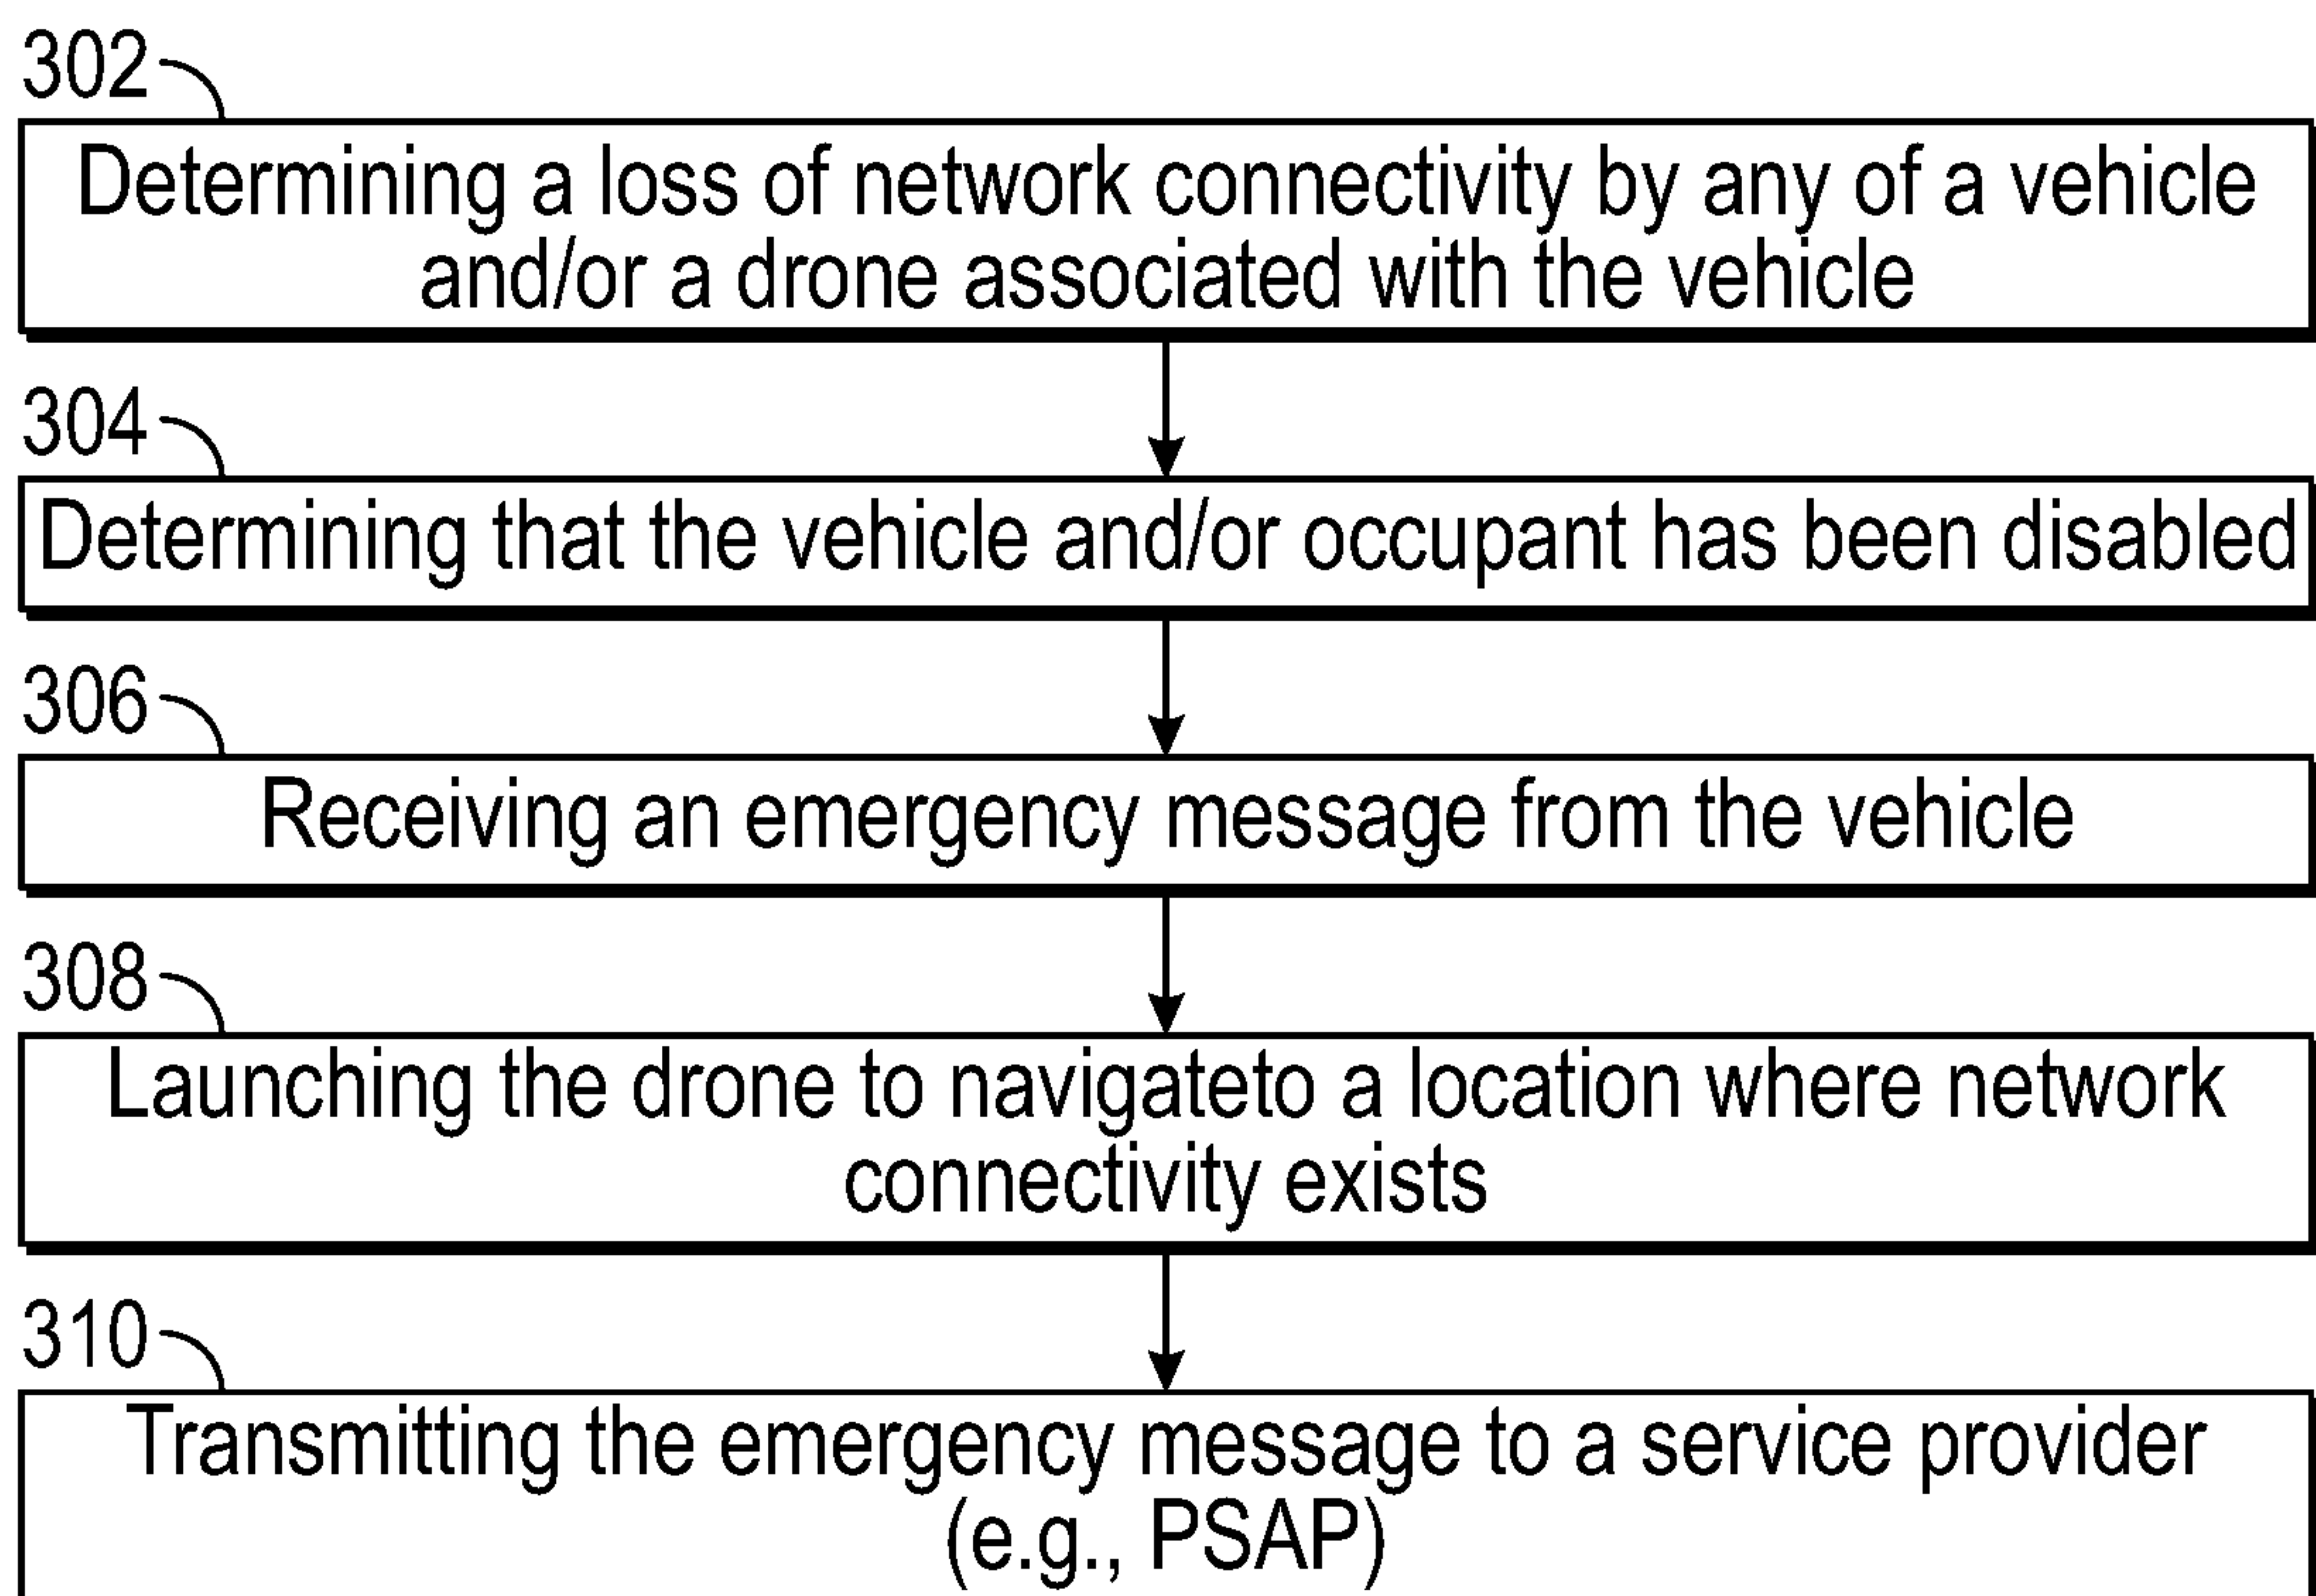 302
Determining a loss of network connectivity by any of a vehicle
and/or a drone associated with the vehicle
304
Determining that the vehicle and/or occupant has been disabled
306
Receiving an emergency message from the vehicle
308
Launching the drone to navigateto a location where network
connectivity exists
310
Transmitting the emergency message to a service provider
(e.g., PSAP)